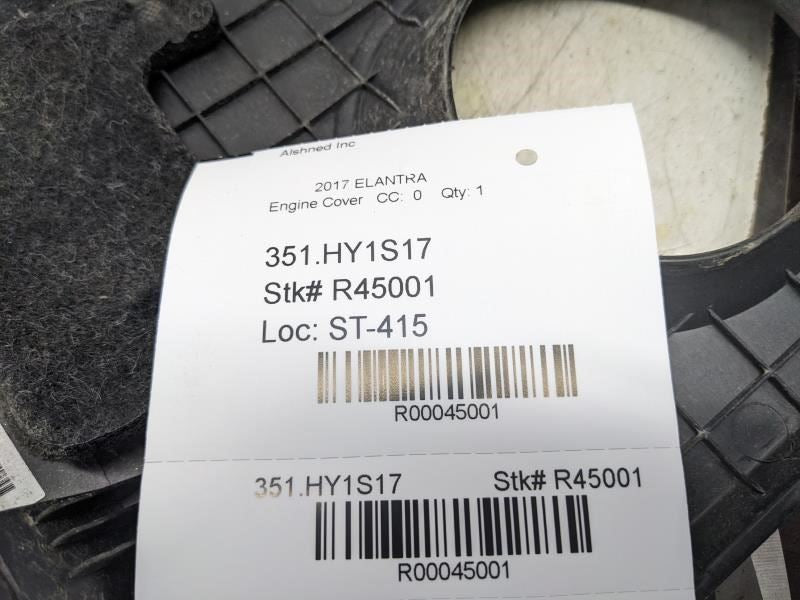 Alshned Inc
2017 ELANTRA
Engine Cover CC: 0 Qty: 1
351.HY1S17
Stk# R45001
Loc: ST-415
R00045001
351.HY1S17 Stk# R45001
R00045001